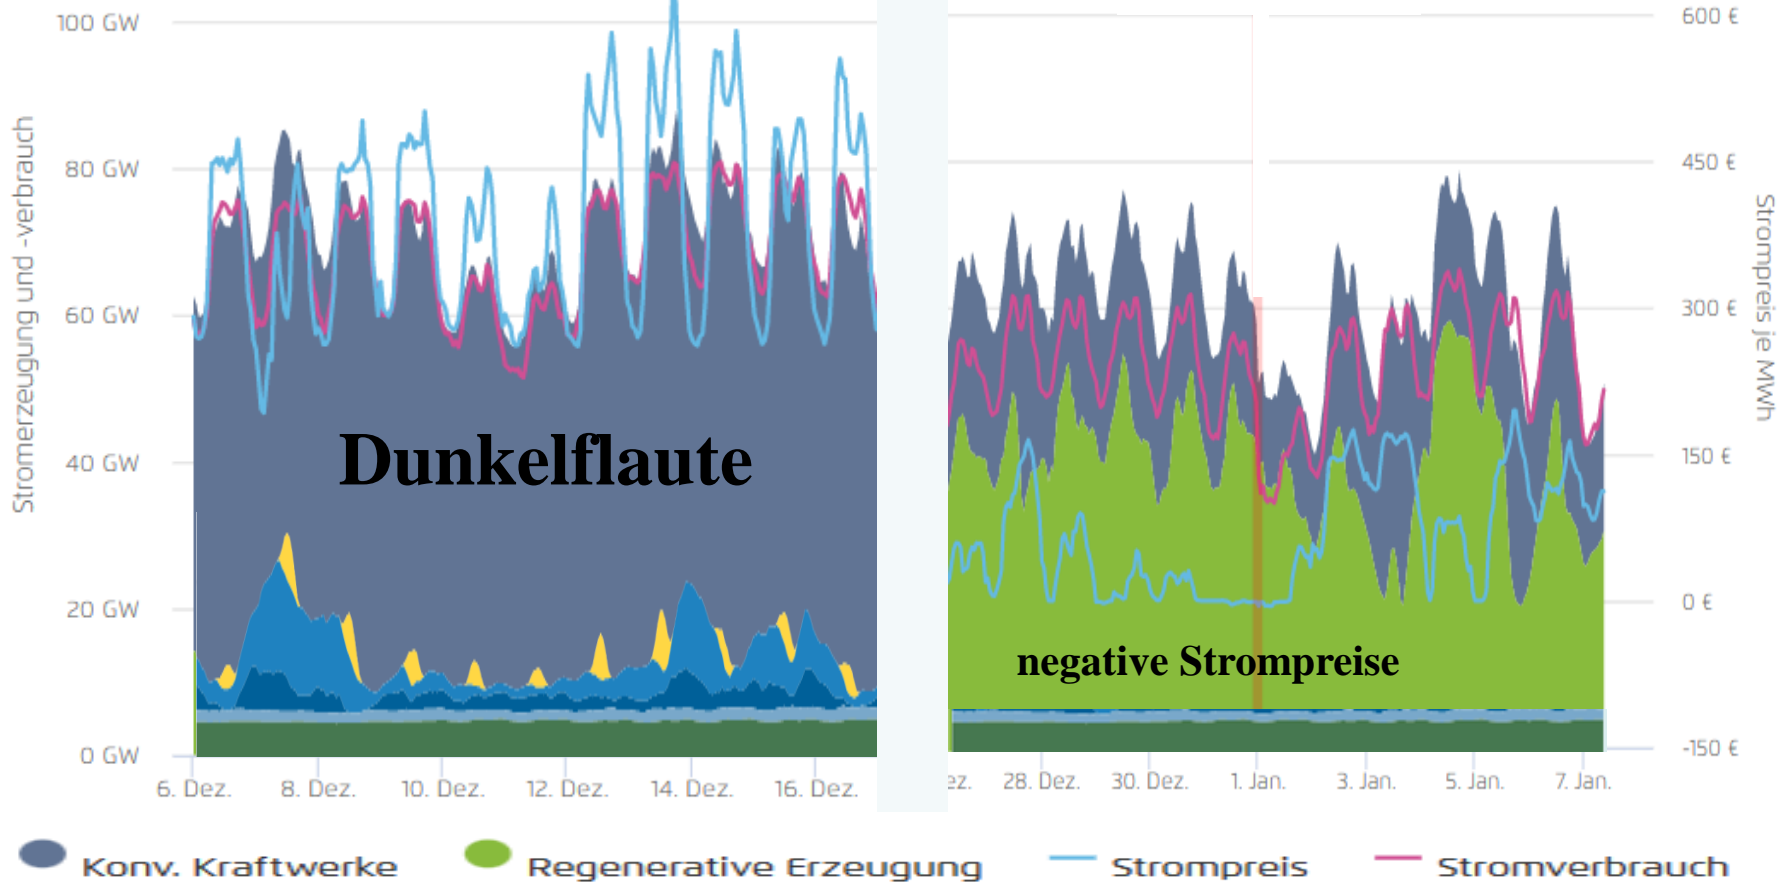 100 GW
80 GW
60 GW
40 GW
20 GW
0 GW
Stromerzeugung und -verbrauch
Dunkelflaute
6. Dez.
8. Dez.
10. Dez.
12. Dez.
14. Dez.
16. Dez.
600 €
450 €
300 €
150 €
0 €
-150 €
Strompreis je MWh
negative Strompreise
ez.
28. Dez.
30. Dez.
1. Jan.
3. Jan.
5. Jan.
7. Jan.
Konv. Kraftwerke
Regenerative Erzeugung
Strompreis
Stromverbrauch